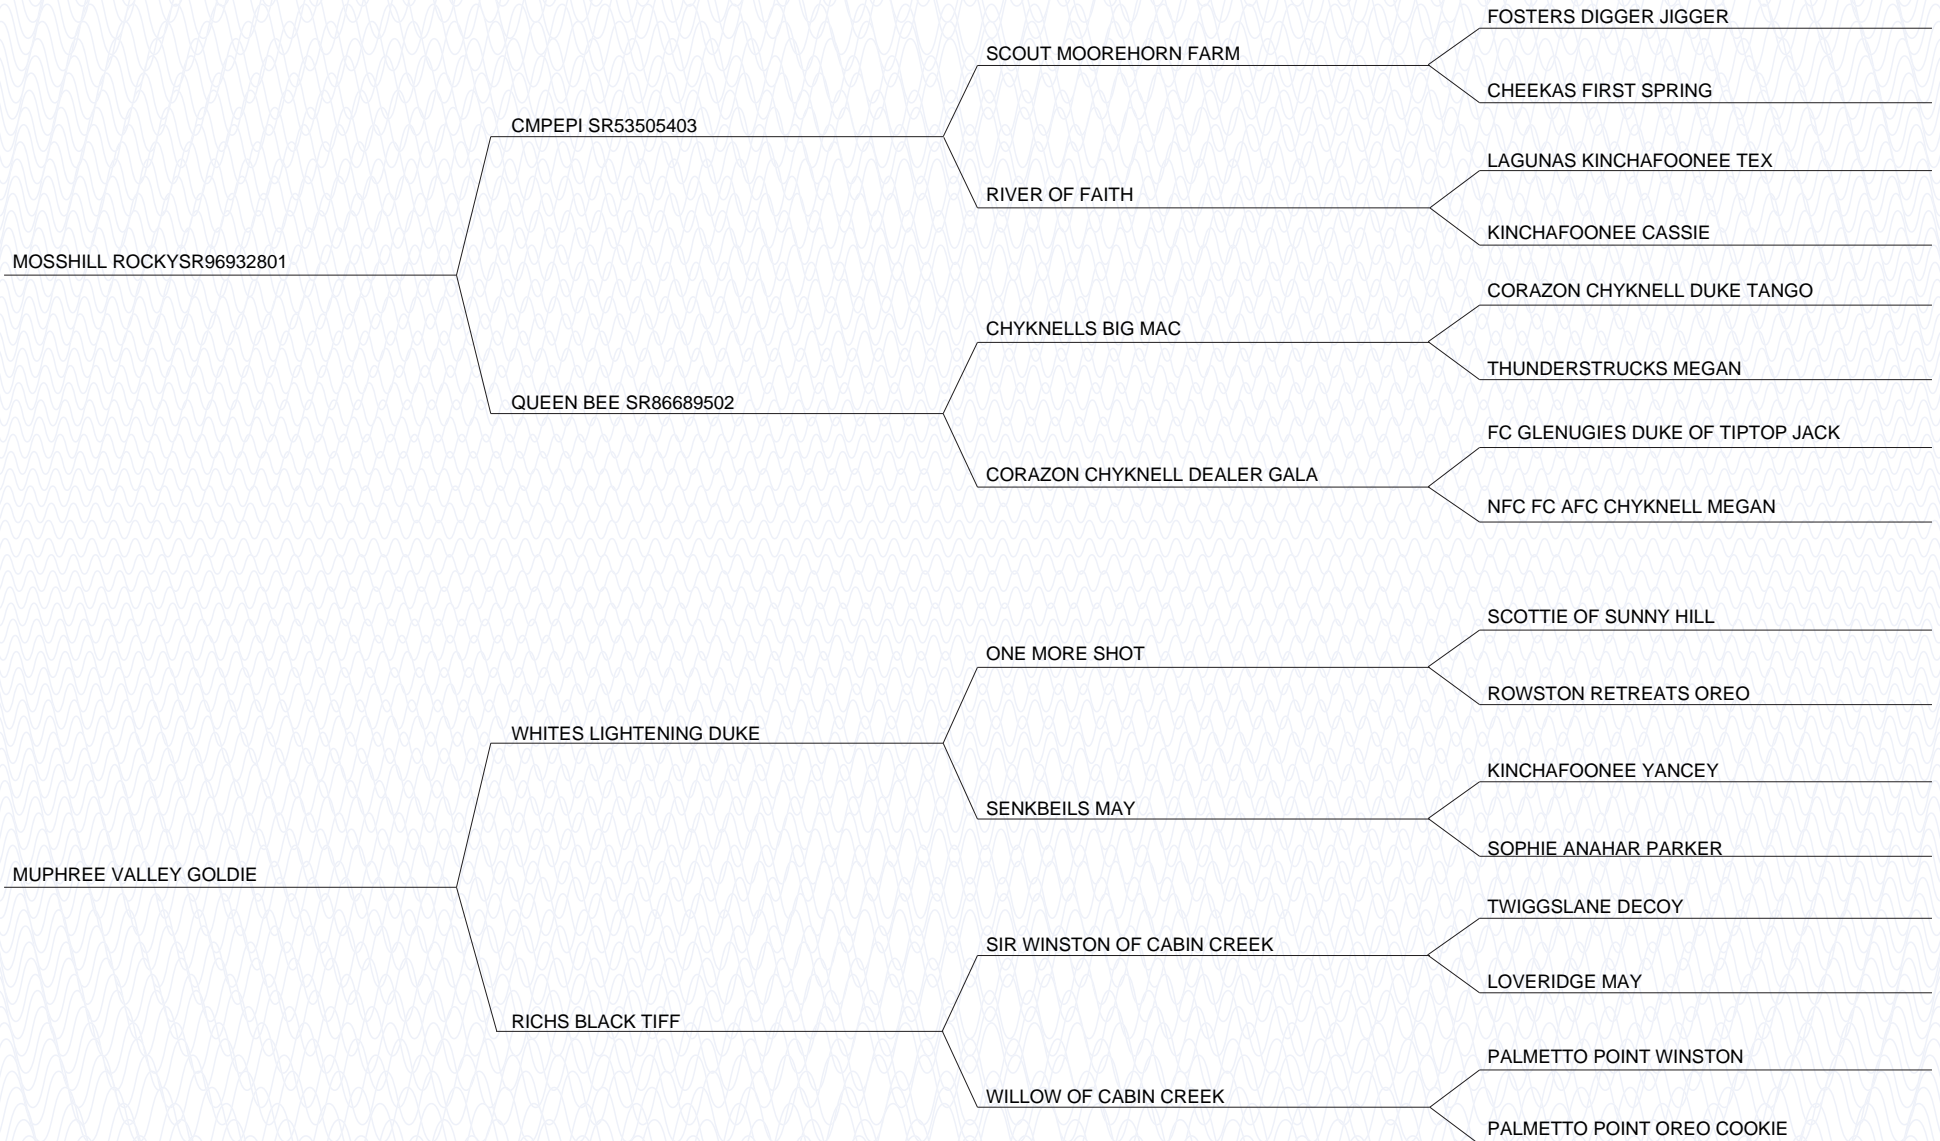 FOSTERS DIGGER JIGGER
SCOUT MOOREHORN FARM
CHEEKAS FIRST SPRING
CMPEPI SR53505403
LAGUNAS KINCHAFOONEE TEX
RIVER OF FAITH
KINCHAFOONEE CASSIE
MOSSHILL ROCKYSR96932801
CORAZON CHYKNELL DUKE TANGO
CHYKNELLS BIG MAC
THUNDERSTRUCKS MEGAN
QUEEN BEE SR86689502
FC GLENUGIES DUKE OF TIPTOP JACK
CORAZON CHYKNELL DEALER GALA
NFC FC AFC CHYKNELL MEGAN
SCOTTIE OF SUNNY HILL
ONE MORE SHOT
ROWSTON RETREATS OREO
WHITES LIGHTENING DUKE
KINCHAFOONEE YANCEY
SENKBEILS MAY
SOPHIE ANAHAR PARKER
MUPHREE VALLEY GOLDIE
TWIGGSLANE DECOY
SIR WINSTON OF CABIN CREEK
LOVERIDGE MAY
RICHS BLACK TIFF
PALMETTO POINT WINSTON
WILLOW OF CABIN CREEK
PALMETTO POINT OREO COOKIE